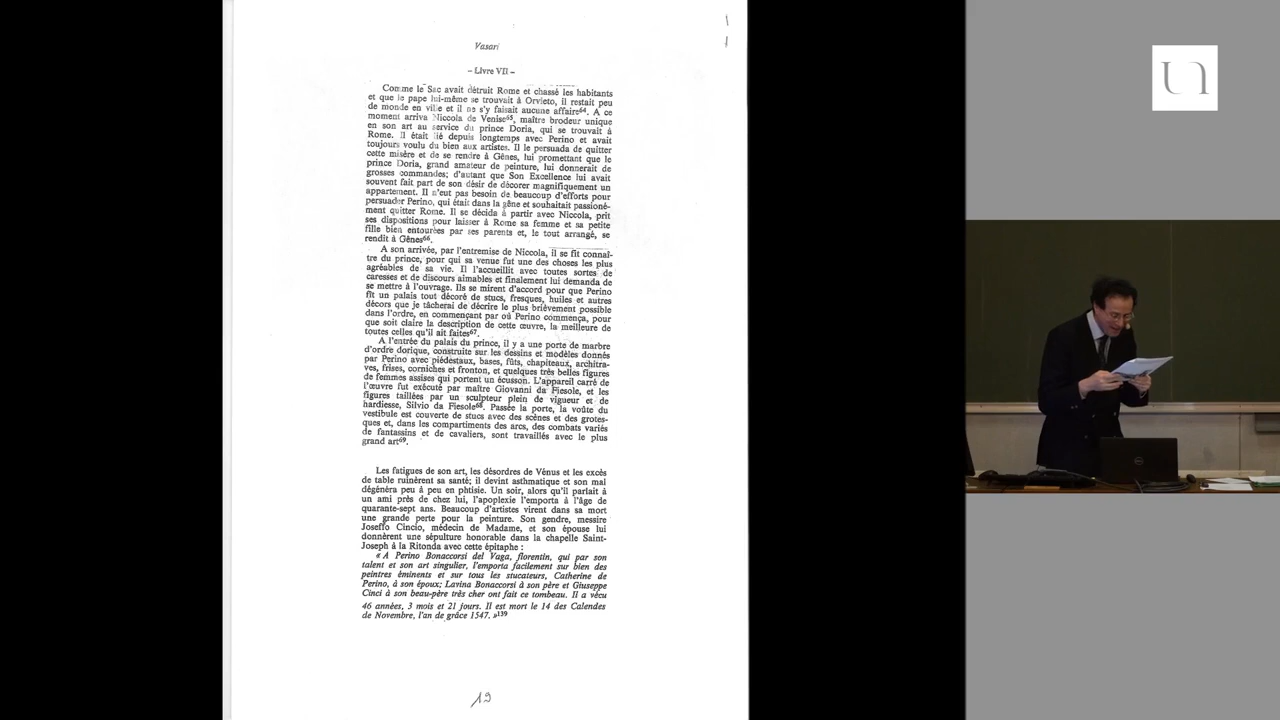 Vasari
– Livre VII –
Comme le Sac avait détruit Rome et chassé les habitants
et que le pape lui-même se trouvait à Orvieto, il restait peu
de monde en ville et il ne s'y faisait aucune affaire64. A ce
moment arriva Niccola de Venise65, maître brodeur unique
en son art au service du prince Doria, qui se trouvait à
Rome. Il était lié depuis longtemps avec Perino et avait
toujours voulu du bien aux artistes. Il le persuada de quitter
cette misère et de se rendre à Gênes, lui promettant que le
prince Doria, grand amateur de peinture, lui donnerait de
grosses commandes; d'autant que Son Excellence lui avait
souvent fait part de son désir de décorer magnifiquement un
appartement. Il n'eut pas besoin de beaucoup d'efforts pour
persuader Perino, qui était dans la gêne et souhaitait passionné-
ment quitter Rome. Il se décida à partir avec Niccola, prit
ses dispositions pour laisser à Rome sa femme et sa petite
fille bien entourées par ses parents et, le tout arrangé, se
rendit à Gênes66.
A son arrivée, par l'entremise de Niccola, il se fit connaî-
tre du prince, pour qui sa venue fut une des choses les plus
agréables de sa vie. Il l'accueillit avec toutes sortes de
caresses et de discours aimables et finalement lui demanda de
se mettre à l'ouvrage. Ils se mirent d'accord pour que Perino
fît un palais tout décoré de stucs, fresques, huiles et autres
décors que je tâcherai de décrire le plus brièvement possible
dans l'ordre, en commençant par où Perino commença, pour
que soit claire la description de cette œuvre, la meilleure de
toutes celles qu'il ait faites67.
A l'entrée du palais du prince, il y a une porte de marbre
d'ordre dorique, construite sur les dessins et modèles donnés
par Perino avec piédestaux, bases, fûts, chapiteaux, architra-
ves, frises, corniches et fronton, et quelques très belles figures
de femmes assises qui portent un écusson. L'appareil carré de
l'œuvre fut exécuté par maître Giovanni da Fiesole, et les
figures taillées par un sculpteur plein de vigueur et de
hardiesse, Silvio da Fiesole68. Passée la porte, la voûte du
vestibule est couverte de stucs avec des scènes et des grotes-
ques et, dans les compartiments des arcs, des combats variés
de fantassins et de cavaliers, sont travaillés avec le plus
grand art69.
Les fatigues de son art, les désordres de Vénus et les excès
de table ruinèrent sa santé; il devint asthmatique et son mal
dégénéra peu à peu en phtisie. Un soir, alors qu'il parlait à
un ami près de chez lui, l'apoplexie l'emporta à l'âge de
quarante-sept ans. Beaucoup d'artistes virent dans sa mort
une grande perte pour la peinture. Son gendre, messire
Joseffo Cincio, médecin de Madame, et son épouse lui
donnèrent une sépulture honorable dans la chapelle Saint-
Joseph à la Ritonda avec cette épitaphe :
« A Perino Bonaccorsi del Vaga, florentin, qui par son
talent et son art singulier, l'emporta facilement sur bien des
peintres éminents et sur tous les stucateurs, Catherine de
Perino, à son époux; Lavina Bonaccorsi à son père et Giuseppe
Cinci à son beau-père très cher ont fait ce tombeau. Il a vécu
46 années, 3 mois et 21 jours. Il est mort le 14 des Calendes
de Novembre, l'an de grâce 1547. »139
19